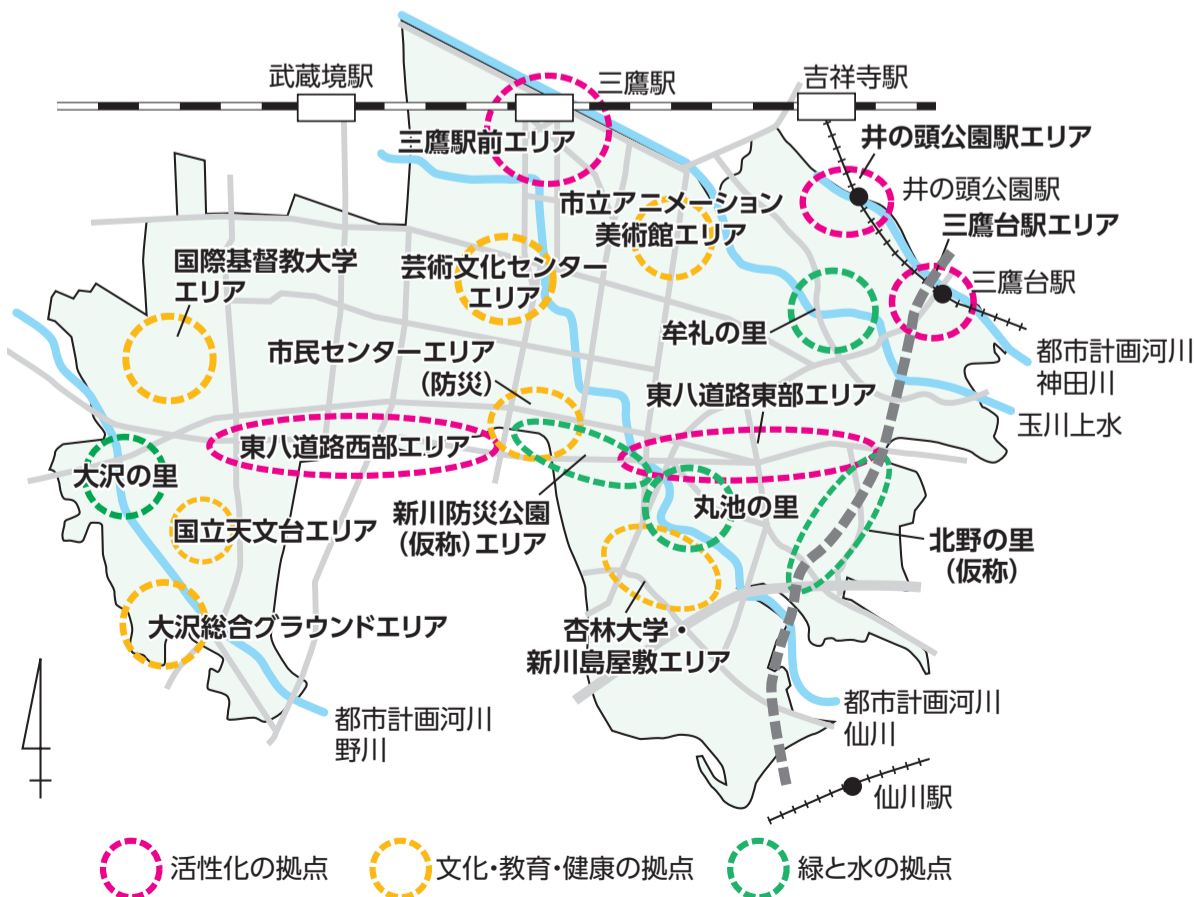 武蔵境駅
三鷹駅
吉祥寺駅
三鷹駅前エリア
井の頭公園駅エリア
井の頭公園駅
市立アニメーション
美術館エリア
三鷹台駅エリア
国際基督教大学
エリア
芸術文化センター
エリア
三鷹台駅
牟礼の里
市民センターエリア
(防災)
都市計画河川
神田川
東八道路東部エリア
玉川上水
東八道路西部エリア
大沢の里
新川防災公園
(仮称)エリア
丸池の里
国立天文台エリア
北野の里
(仮称)
大沢総合グラウンドエリア
杏林大学・
新川島屋敷エリア
都市計画河川
野川
都市計画河川
仙川
仙川駅
活性化の拠点
文化・教育・健康の拠点
緑と水の拠点